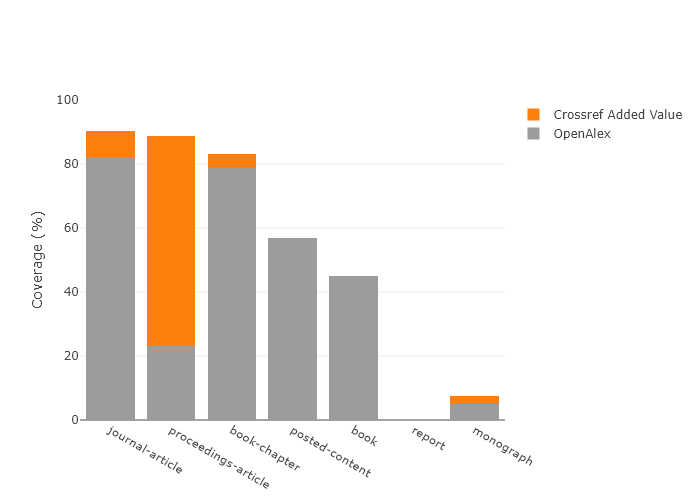 100
80
60
40
20
0
Coverage (%)
journal-article
proceedings-article
book-chapter
posted-content
book
report
monograph
Crossref Added Value
OpenAlex